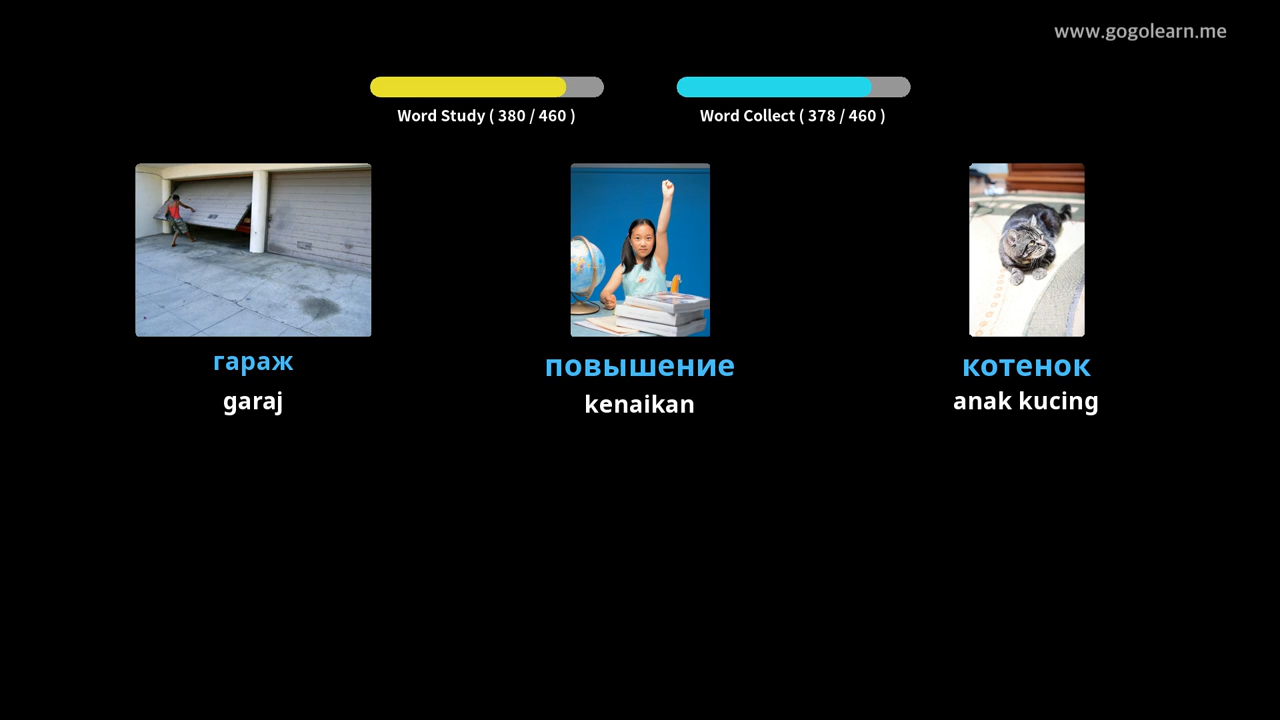 www.gogolearn.me
Word Study ( 380 / 460 )
Word Collect ( 378 / 460 )
гараж
garaj
повышение
kenaikan
котенок
anak kucing